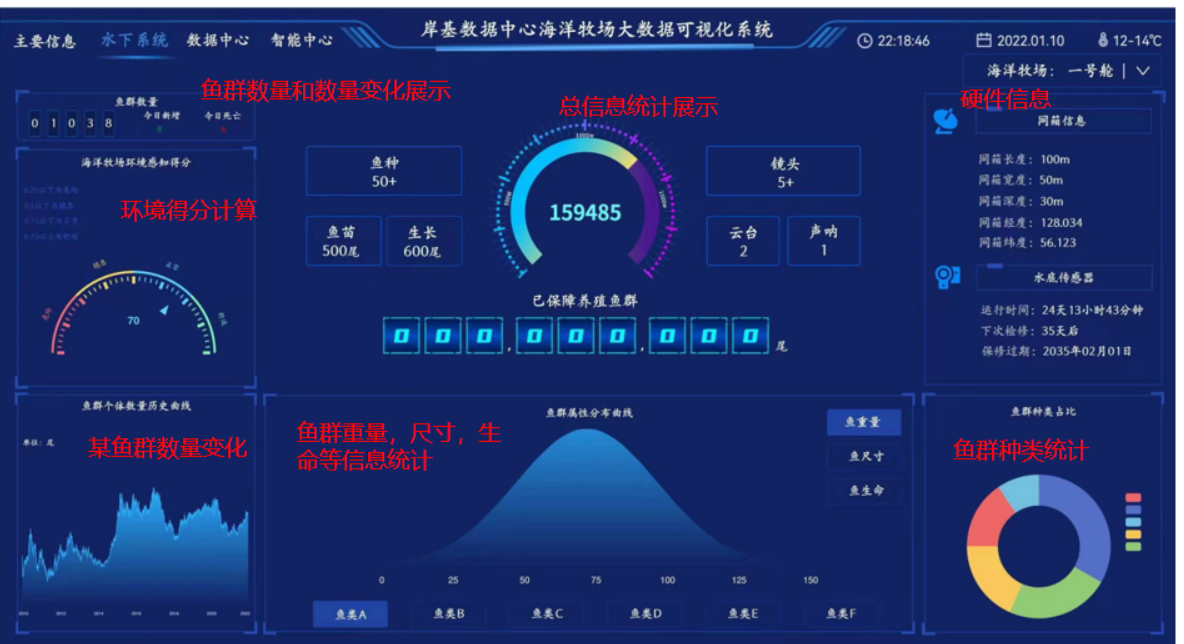 岸基数据中心海洋牧场大数据可视化系统
主要信息 水下系统 数据中心 智能中心
22:18:46 2022.01.10 12-14℃
海洋牧场: 一号舱
鱼群数量
今日新增 今日死亡
0 1 0 3 8 8 6
鱼群数量和数量变化展示
海洋牧场环境感知得分
环境得分计算
危险 正常
70
总信息统计展示
1000w
159485
鱼种
50+
鱼苗
500尾
生长
600尾
镜头
5+
云台
2
声呐
1
已保障养殖鱼群
0 0 0 , 0 0 0 , 0 0 0 尾
硬件信息
网箱信息
网箱长度: 100m
网箱宽度: 50m
网箱深度: 30m
网箱经度: 128.034
网箱纬度: 56.123
水底传感器
运行时间: 24天13小时43分钟
下次检修: 35天后
保修过期: 2035年02月01日
鱼群个体数量历史曲线
单位: 尾
某鱼群数量变化
鱼群属性分布曲线
鱼群重量，尺寸，生
命等信息统计
鱼重量
鱼尺寸
鱼生命
0 25 50 75 100 125 150
鱼类A 鱼类B 鱼类C 鱼类D 鱼类E 鱼类F
鱼群种类占比
鱼群种类统计